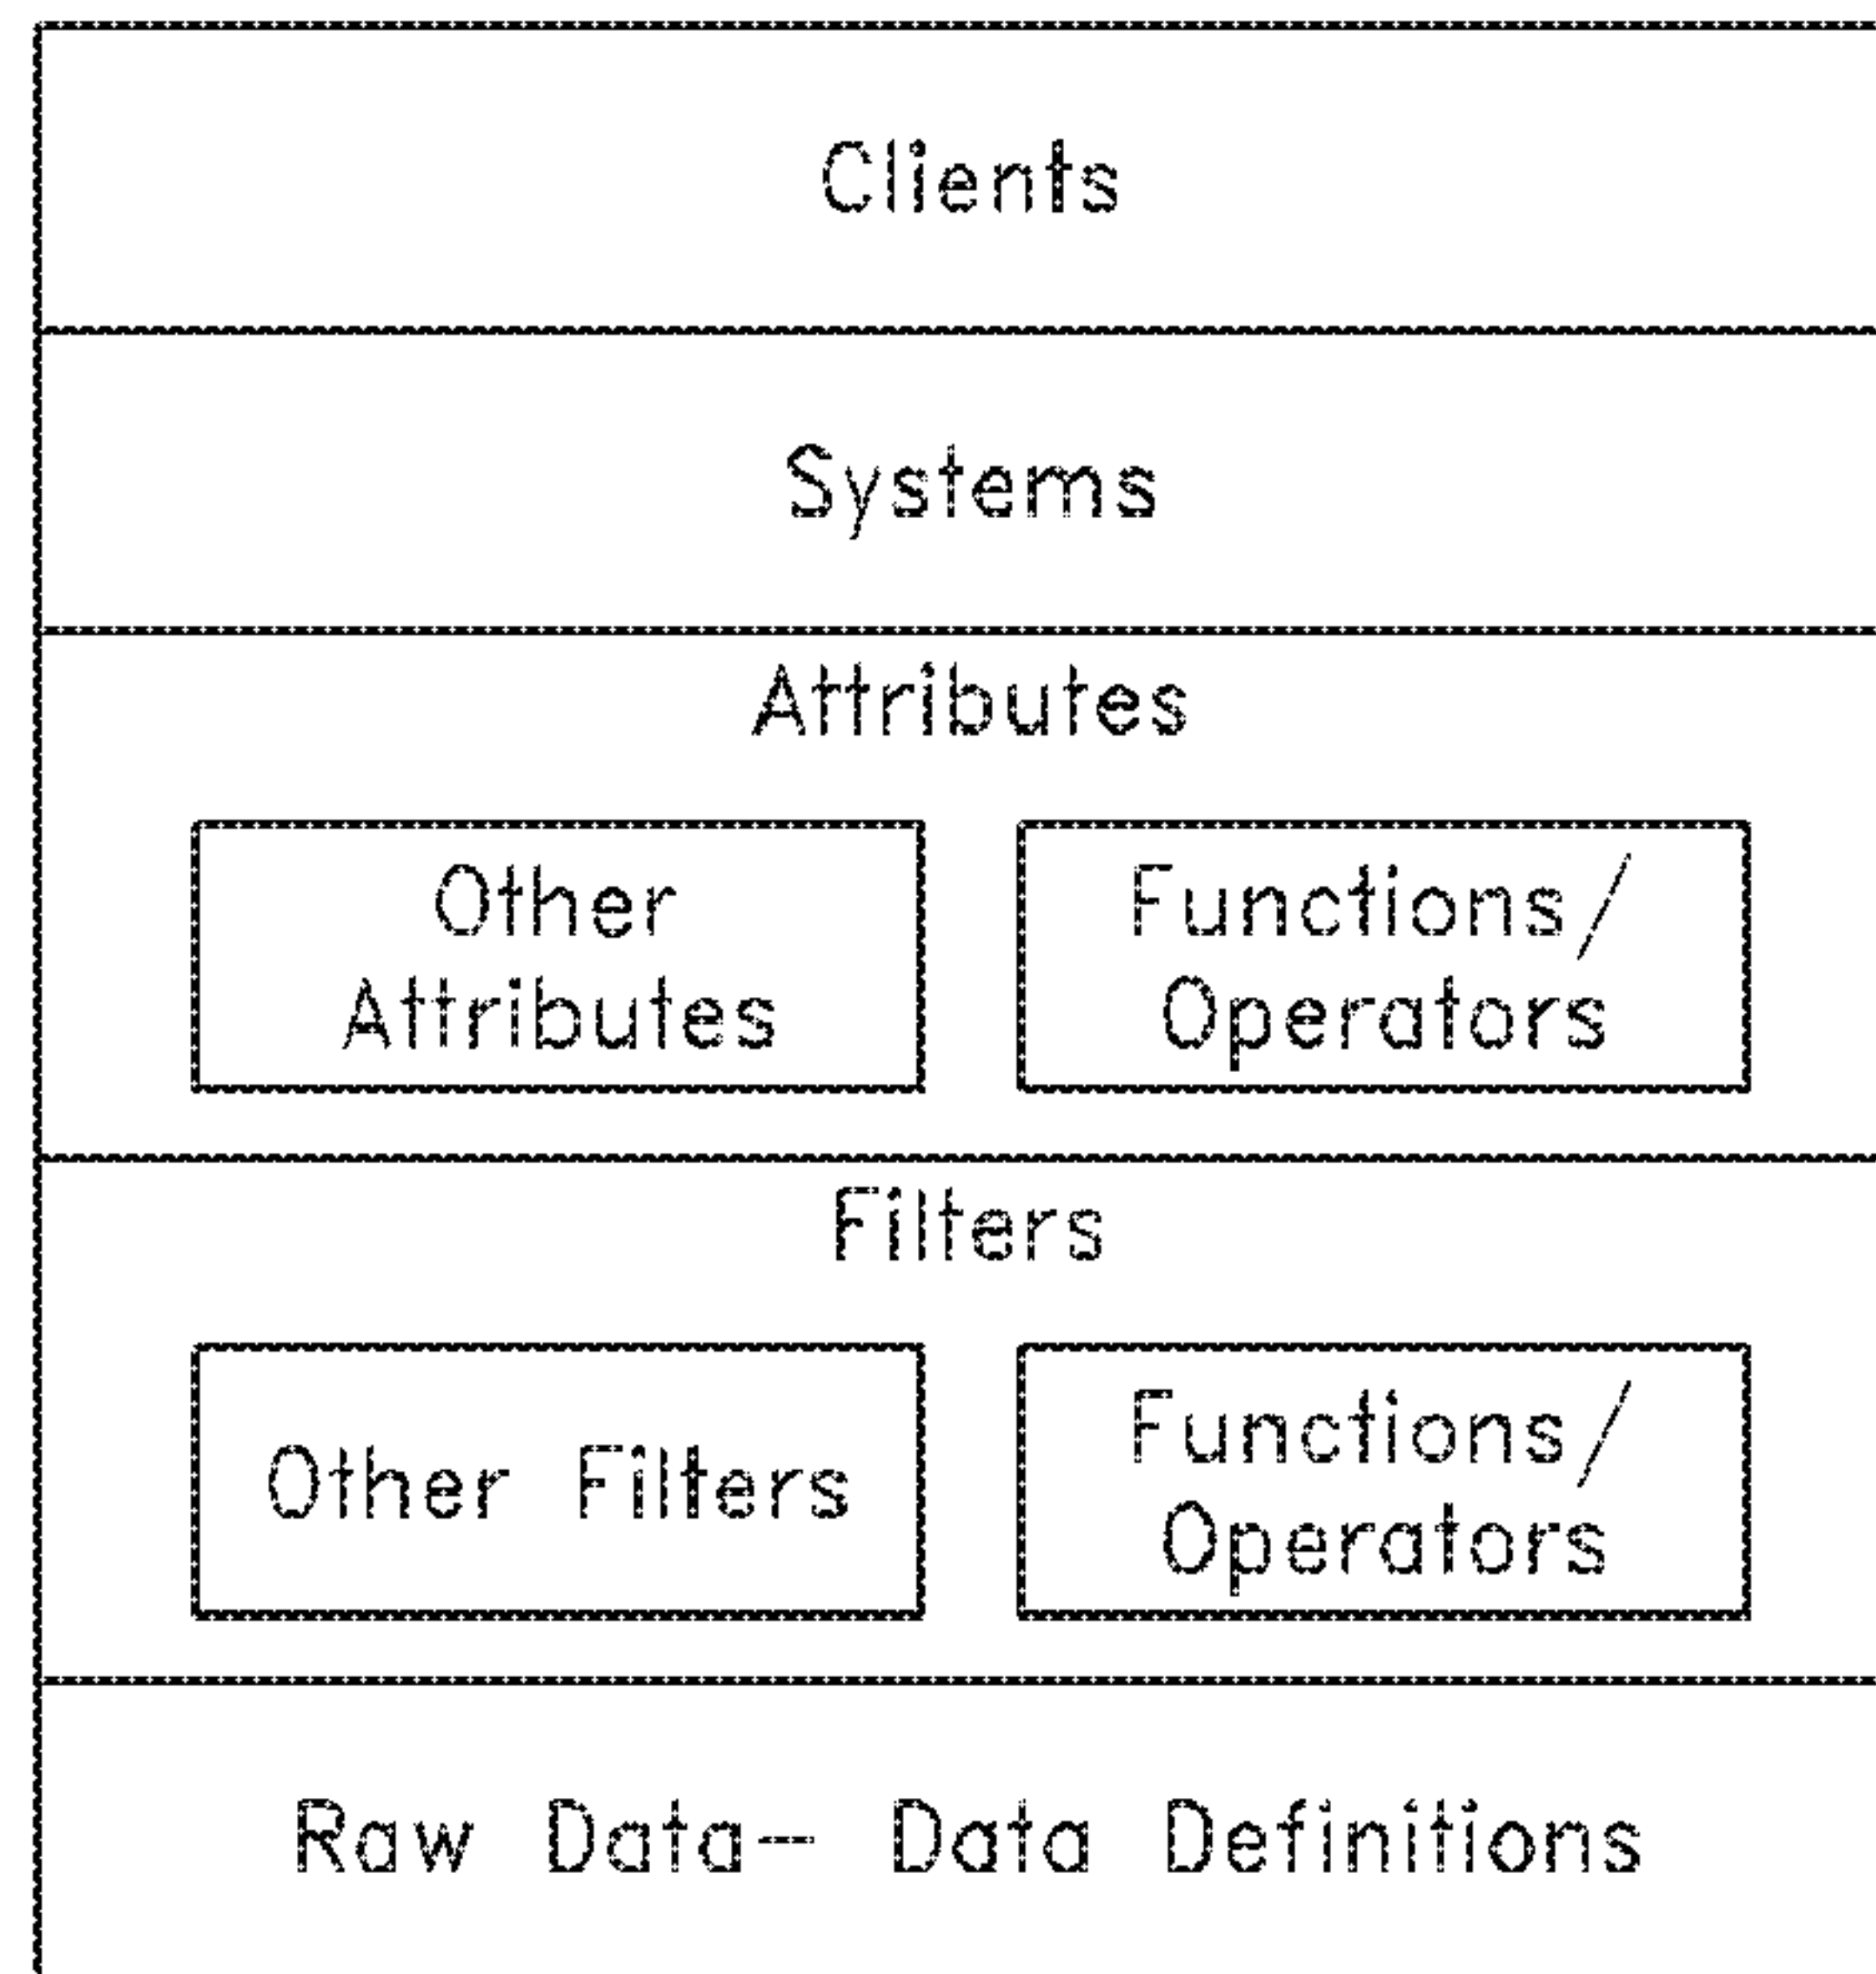 Clients
Systems
Attributes
Other
Attributes
Functions/
Operators
Filters
Other Filters
Functions/
Operators
Raw Data- Data Definitions